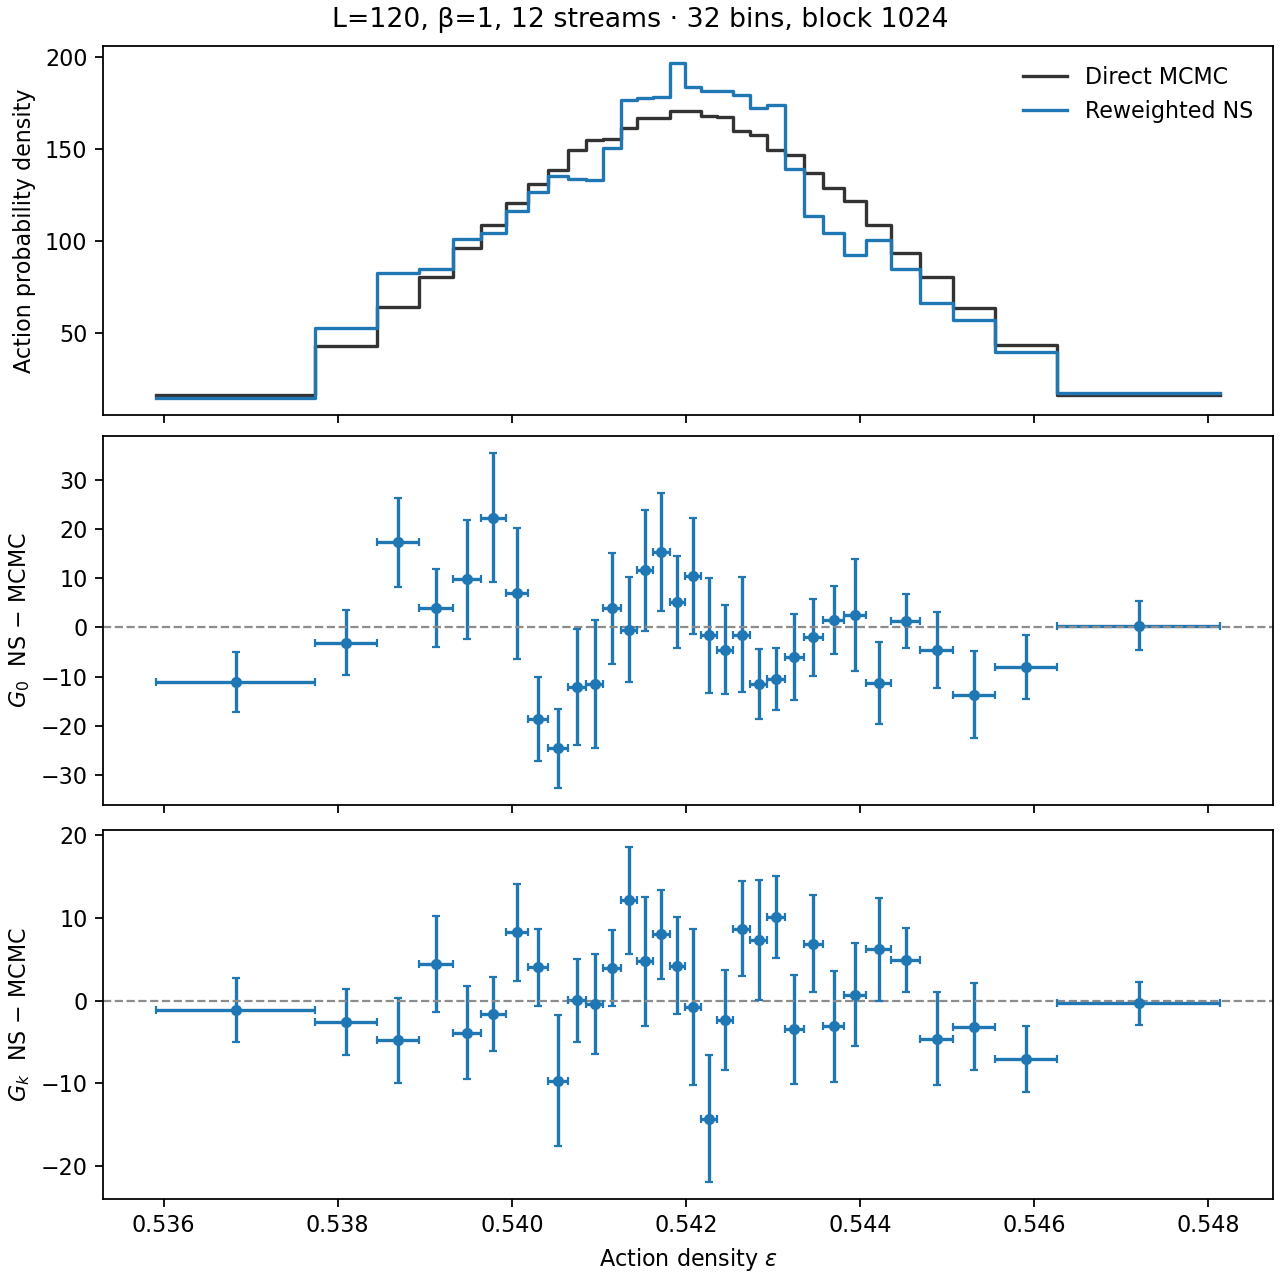 L=120, β=1, 12 streams · 32 bins, block 1024
Direct MCMC
Reweighted NS
Action probability density
200
150
100
50
G₀ NS − MCMC
30
20
10
0
−10
−20
−30
G_k NS − MCMC
20
10
0
−10
−20
0.536 0.538 0.540 0.542 0.544 0.546 0.548
Action density ε